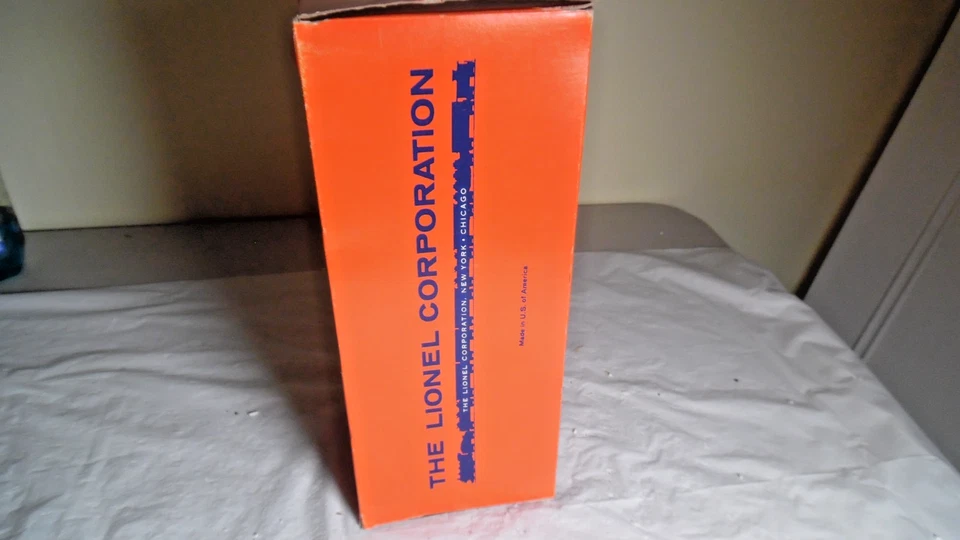 THE LIONEL CORPORATION
THE LIONEL CORPORATION, NEW YORK • CHICAGO
Made in U.S. of America